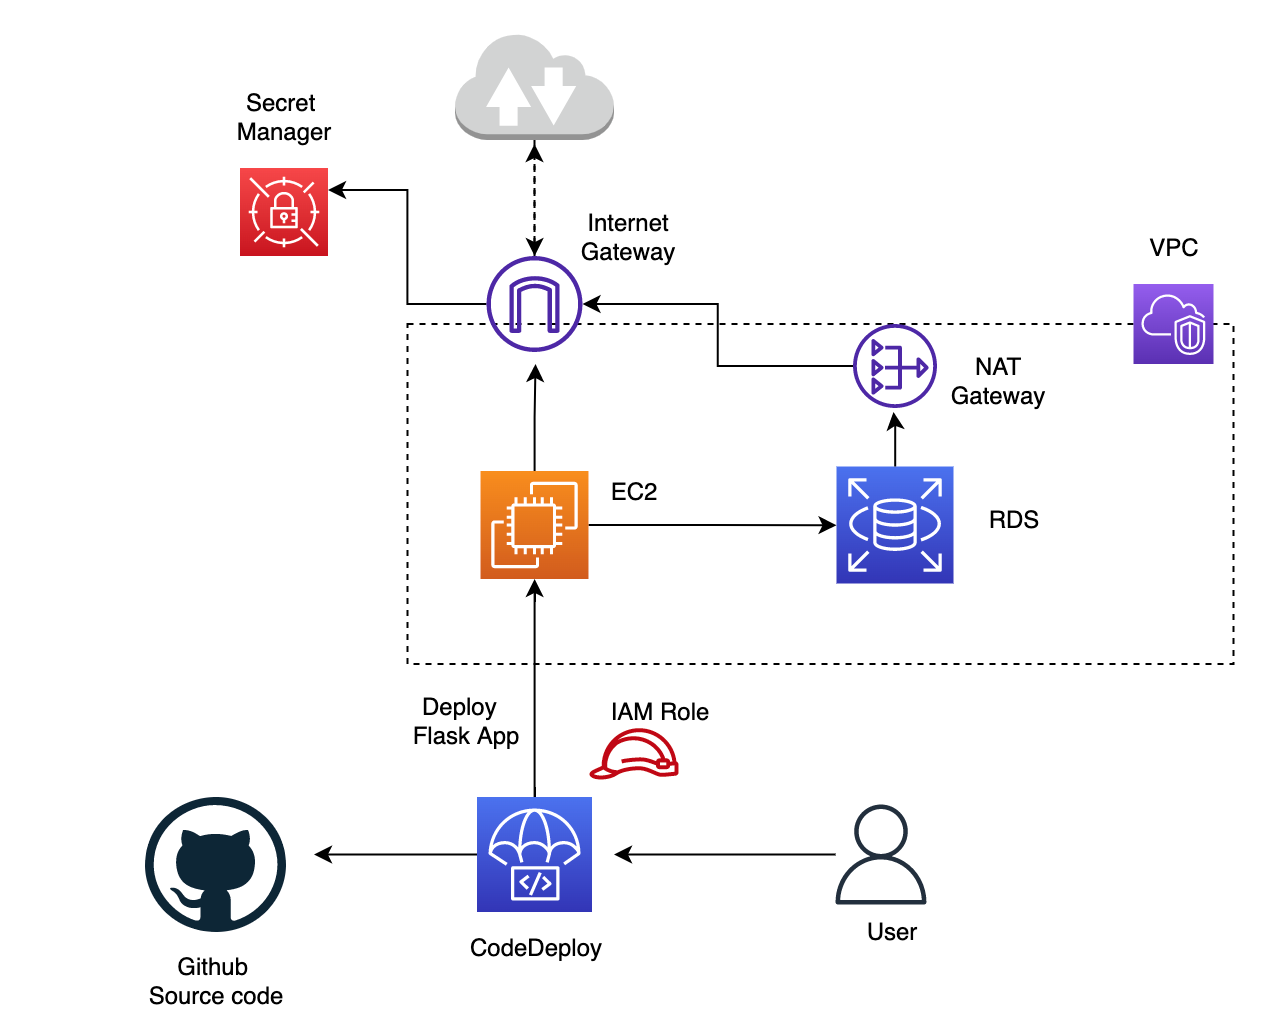 Secret
Manager
Internet
Gateway
VPC
NAT
Gateway
EC2
RDS
Deploy
Flask App
IAM Role
</>
CodeDeploy
User
Github
Source code